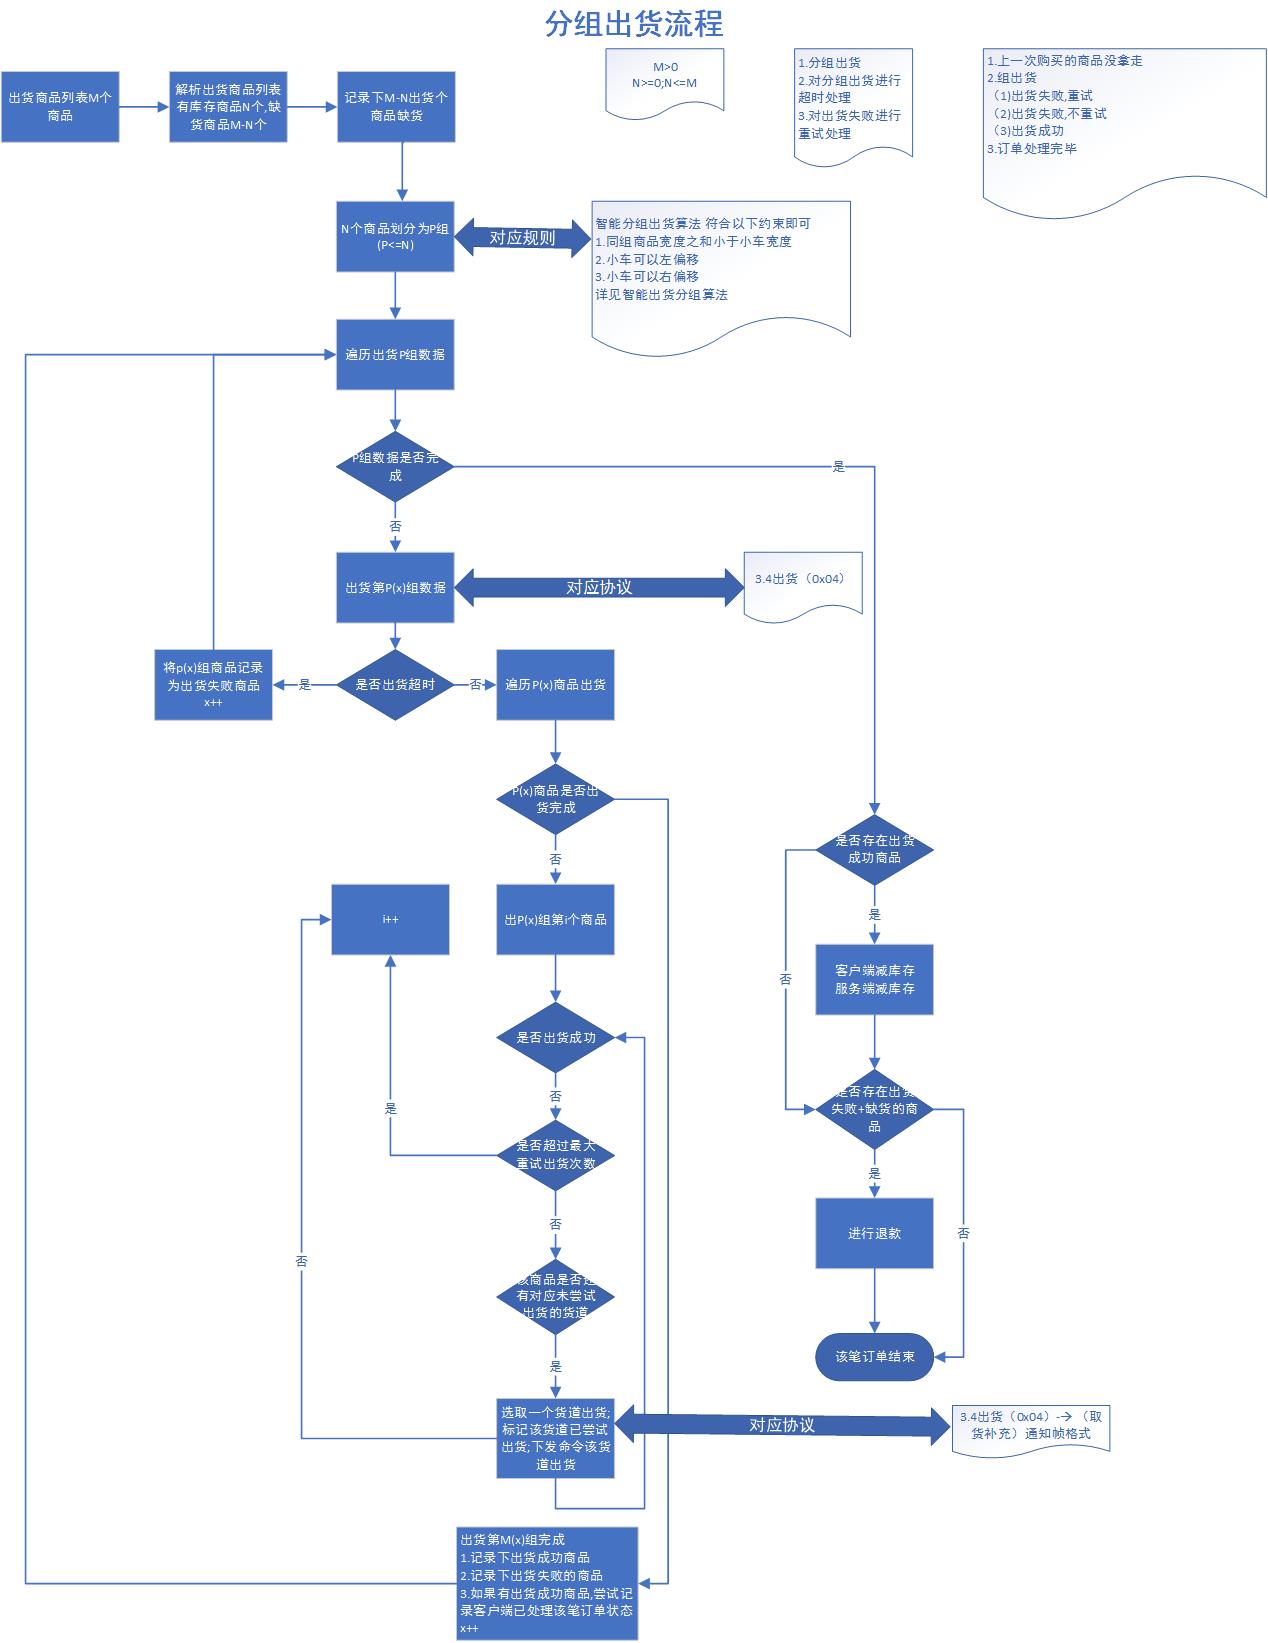 分组出货流程
M>0
N>=0;N<=M
1.分组出货
2.对分组出货进行
超时处理
3.对出货失败进行
重试处理
1.上一次购买的商品没拿走
2.组出货
（1)出货失败,重试
（2)出货失败,不重试
（3)出货成功
3.订单处理完毕
出货商品列表M个
商品
解析出货商品列表
有库存商品N个,缺
货商品M-N个
记录下M-N出货个
商品缺货
N个商品划分为P组
(P<=N)
对应规则
智能分组出货算法 符合以下约束即可
1.同组商品宽度之和小于小车宽度
2.小车可以左偏移
3.小车可以右偏移
详见智能出货分组算法
遍历出货P组数据
P组数据是否完
成
是
否
出货第P(x)组数据
对应协议
3.4出货（0x04）
将p(x)组商品记录
为出货失败商品
x++
是
是否出货超时
否
遍历P(x)商品出货
P(x)商品是否出
货完成
否
是否存在出货
成功商品
是
i++
出P(x)组第i个商品
客户端减库存
服务端减库存
否
是否出货成功
否
是
是否存在出货
失败+缺货的商
品
是否超过最大
重试出货次数
是
否
进行退款
否
否
该商品是否还
有对应未尝试
出货的货道
是
该笔订单结束
选取一个货道出货;
标记该货道已尝试
出货;下发命令该货
道出货
对应协议
3.4出货（0x04）-→ （取
货补充）通知帧格式
出货第M(x)组完成
1.记录下出货成功商品
2.记录下出货失败的商品
3.如果有出货成功商品,尝试记
录客户端已处理该笔订单状态
x++